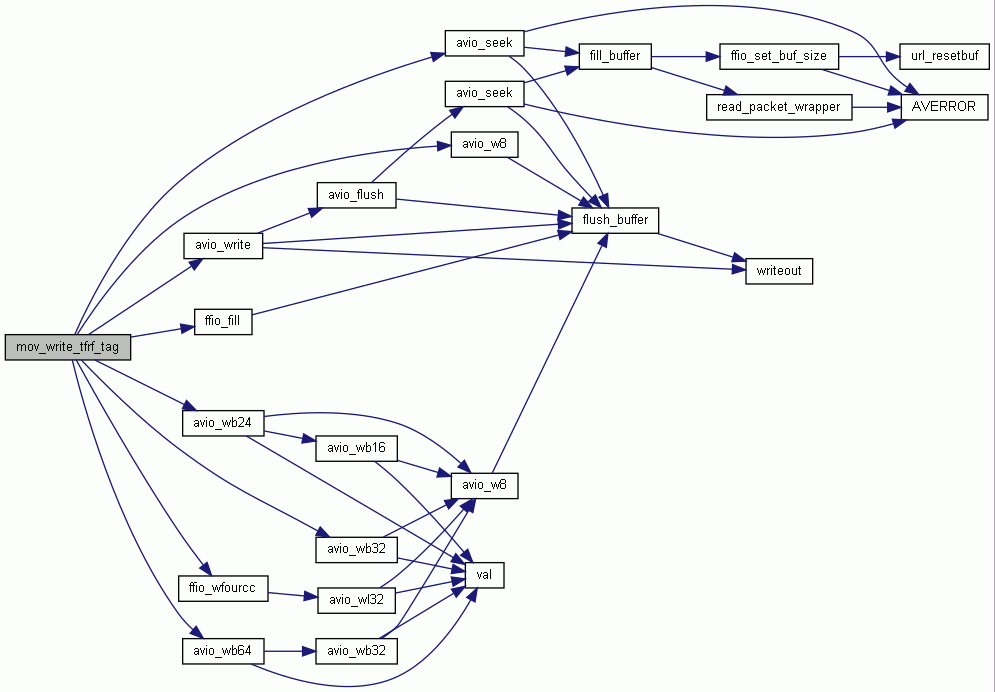 avio_seek
fill_buffer
ffio_set_buf_size
url_resetbuf
avio_seek
read_packet_wrapper
AVERROR
avio_w8
avio_flush
flush_buffer
avio_write
writeout
ffio_fill
mov_write_tfrf_tag
avio_wb24
avio_wb16
avio_w8
avio_wb32
val
ffio_wfourcc
avio_wl32
avio_wb64
avio_wb32